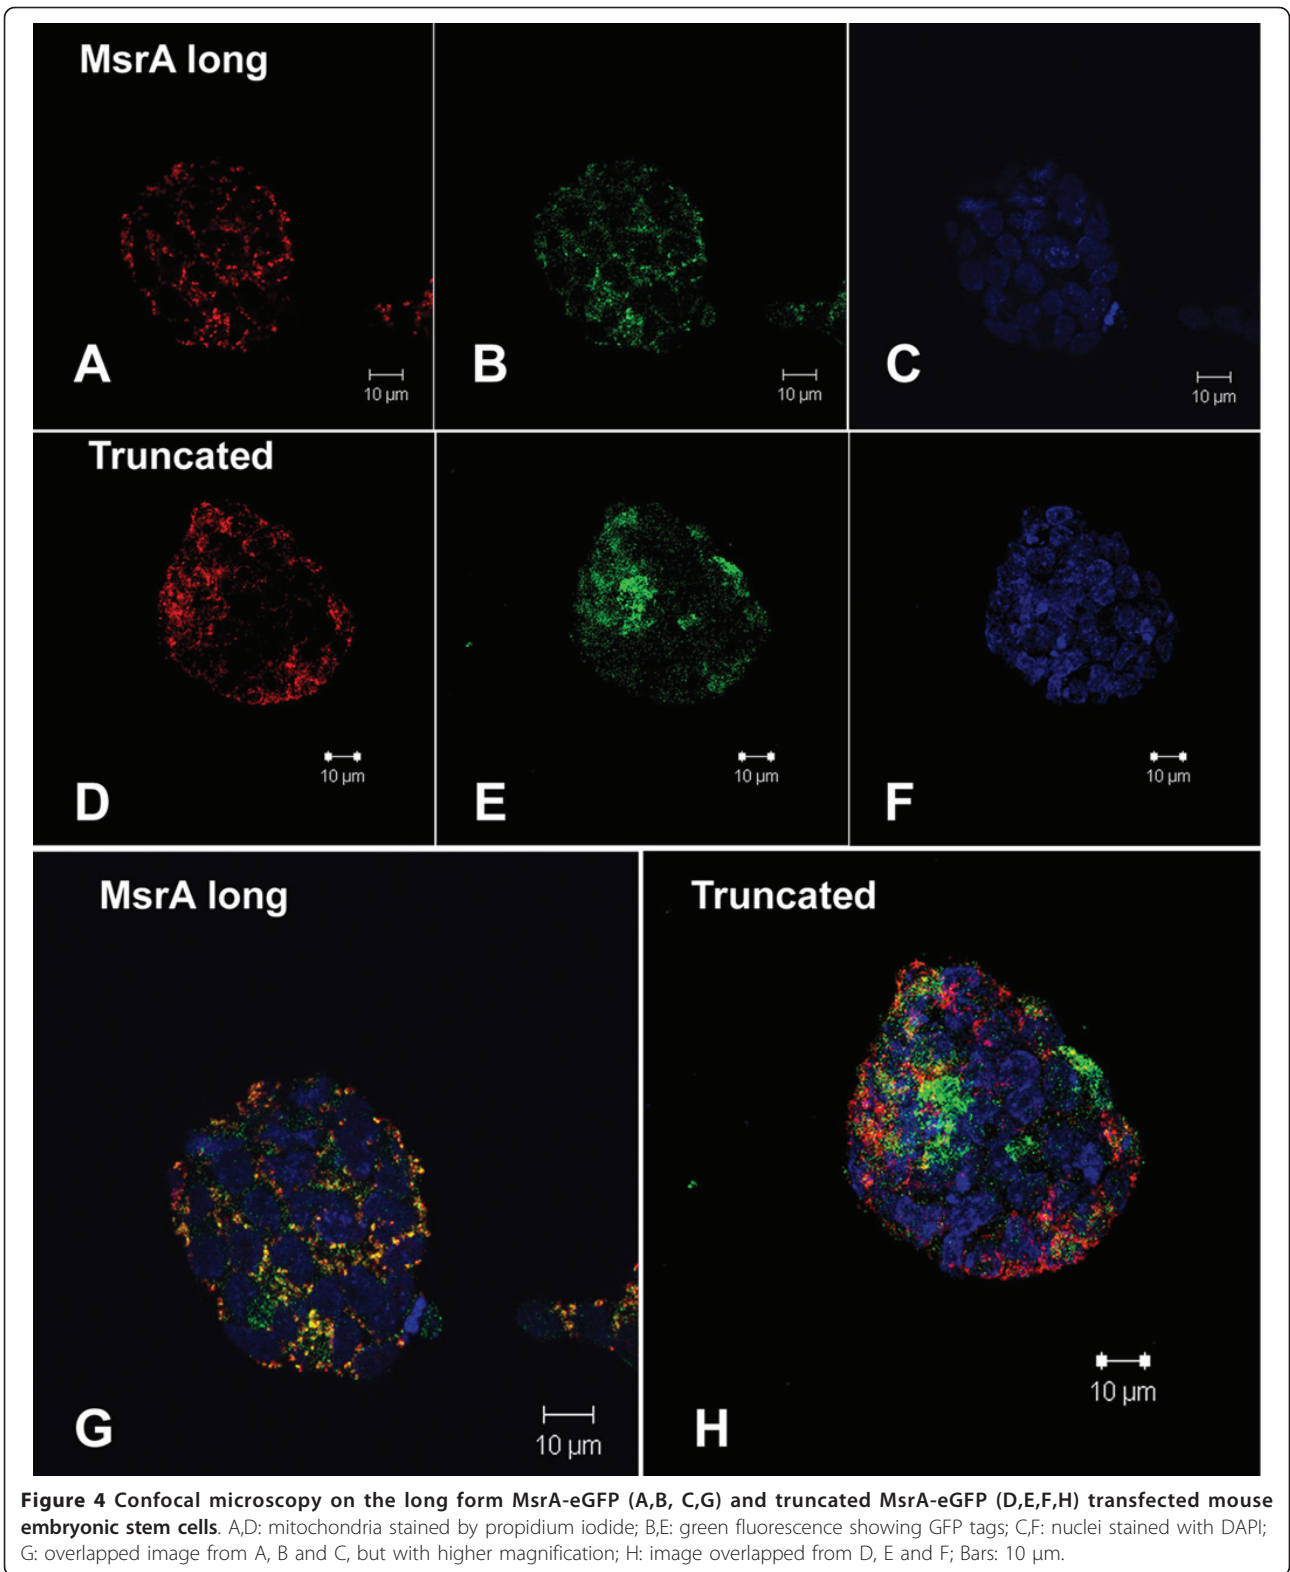 MsrA long
A
10 µm
B
10 µm
C
10 µm
Truncated
D
10 µm
E
10 µm
F
10 µm
MsrA long
G
10 µm
Truncated
H
10 µm
Figure 4 Confocal microscopy on the long form MsrA-eGFP (A,B, C,G) and truncated MsrA-eGFP (D,E,F,H) transfected mouse
embryonic stem cells. A,D: mitochondria stained by propidium iodide; B,E: green fluorescence showing GFP tags; C,F: nuclei stained with DAPI;
G: overlapped image from A, B and C, but with higher magnification; H: image overlapped from D, E and F; Bars: 10 µm.